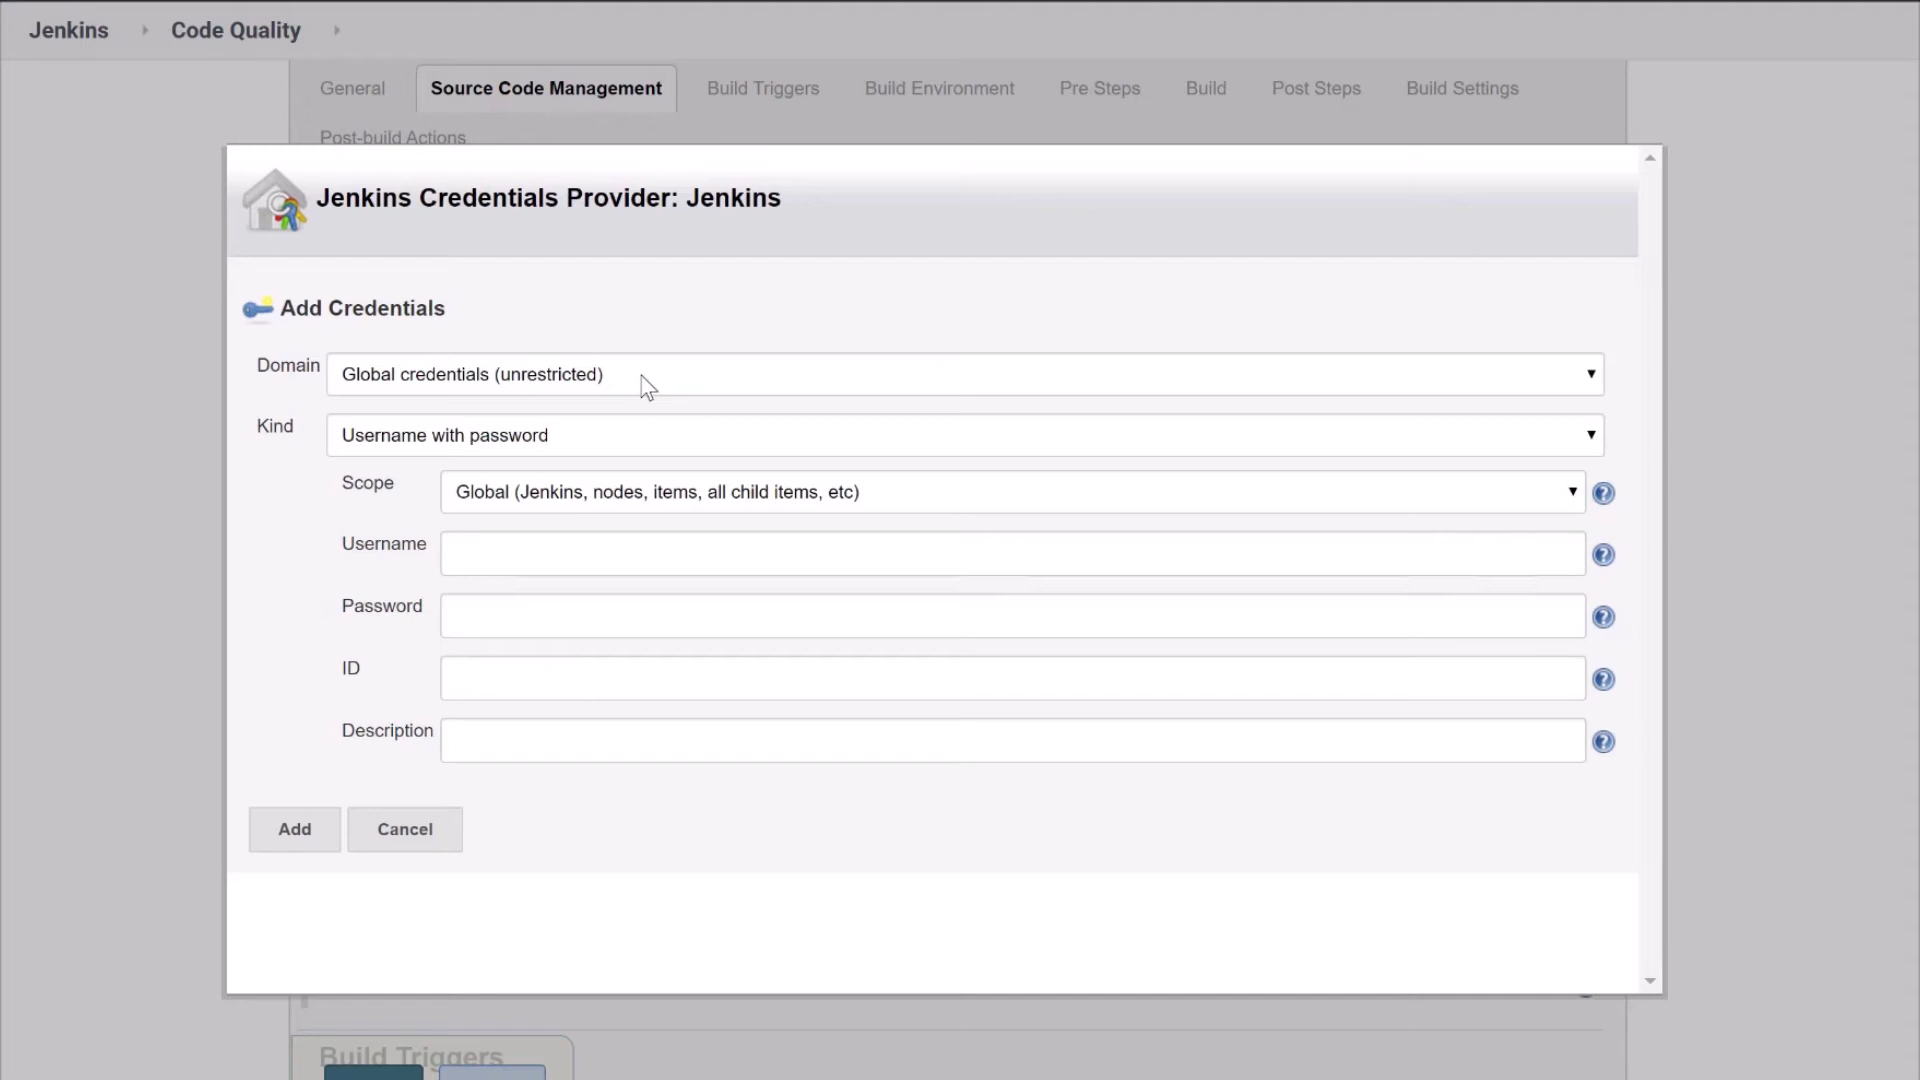 Jenkins Code Quality
General Source Code Management Build Triggers Build Environment Pre Steps Build Post Steps Build Settings
Post-build Actions
Jenkins Credentials Provider: Jenkins
Add Credentials
Domain Global credentials (unrestricted)
Kind Username with password
Scope Global (Jenkins, nodes, items, all child items, etc)
Username
Password
ID
Description
Add Cancel
Build Triggers